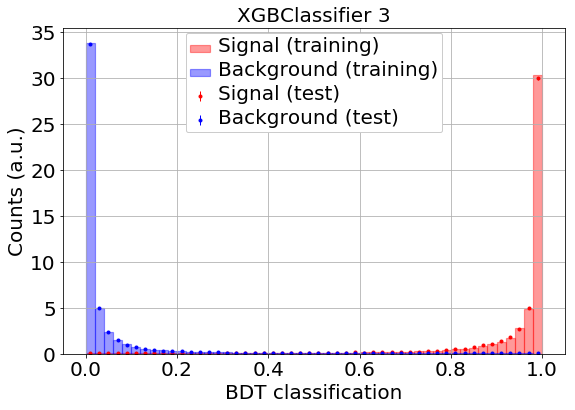 XGBClassifier 3
Counts (a.u.)
35
30
25
20
15
10
5
0
Signal (training)
Background (training)
Signal (test)
Background (test)
0.0 0.2 0.4 0.6 0.8 1.0
BDT classification